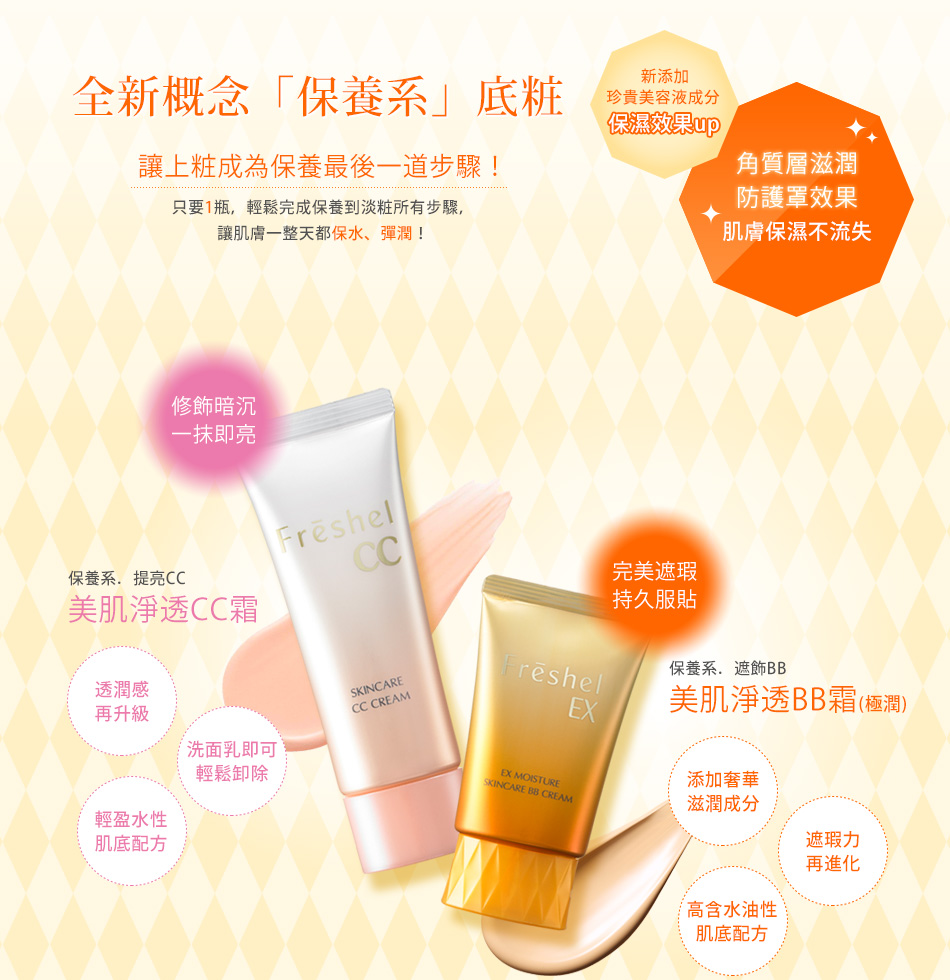 全新概念「保養系」底粧
讓上粧成為保養最後一道步驟！
只要1瓶，輕鬆完成保養到淡粧所有步驟，
讓肌膚一整天都保水、彈潤！
新添加
珍貴美容液成分
保濕效果up
角質層滋潤
防護罩效果
肌膚保濕不流失
修飾暗沉
一抹即亮
Frēshel
CC
SKINCARE
CC CREAM
保養系．提亮CC
美肌淨透CC霜
透潤感
再升級
洗面乳即可
輕鬆卸除
輕盈水性
肌底配方
完美遮瑕
持久服貼
Frēshel
EX
EX MOISTURE
SKINCARE BB CREAM
保養系．遮飾BB
美肌淨透BB霜(極潤)
添加奢華
滋潤成分
遮瑕力
再進化
高含水油性
肌底配方